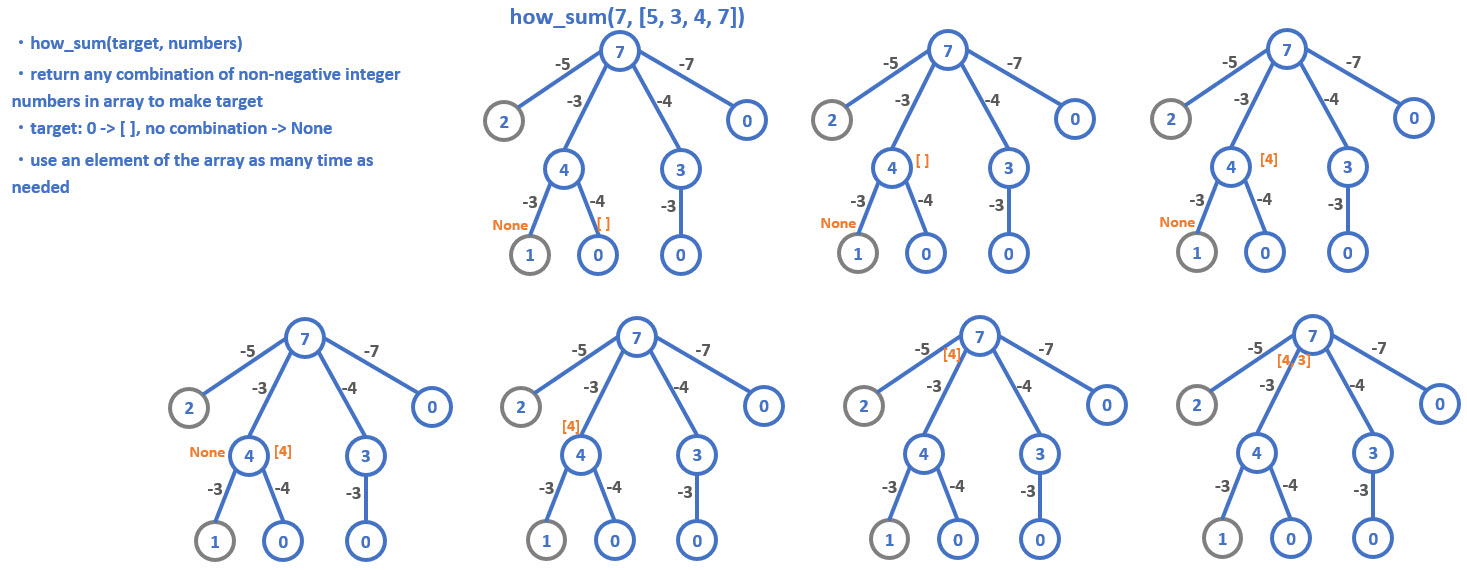 how_sum(7, [5, 3, 4, 7])
・how_sum(target, numbers)
・return any combination of non-negative integer
numbers in array to make target
・target: 0 -> [ ], no combination -> None
・use an element of the array as many time as
needed
7
-5 -3 -4 -7
2 0
4 3
-3 -4 -3
None [ ]
1 0 0
7
-5 -3 -4 -7
2 0
4 [ ] 3
-3 -4 -3
None
1 0 0
7
-5 -3 -4 -7
2 0
4 [4] 3
-3 -4 -3
None
1 0 0
7
-5 -3 -4 -7
2 0
None 4 [4] 3
-3 -4 -3
1 0 0
7
-5 -3 -4 -7
2 0
[4]
4 3
-3 -4 -3
1 0 0
7
[4]
-5 -3 -4 -7
2 0
4 3
-3 -4 -3
1 0 0
7
[4, 3]
-5 -3 -4 -7
2 0
4 3
-3 -4 -3
1 0 0